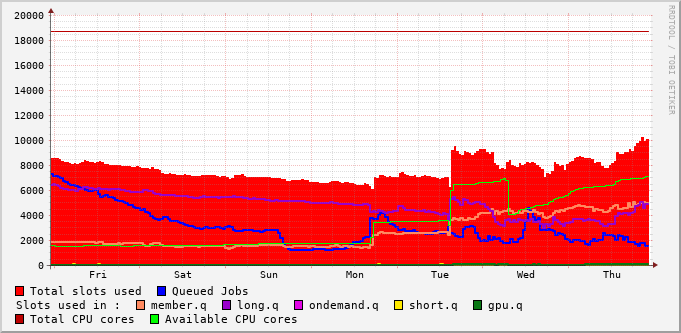 RRDTOOL / TOBI OETIKER
20000
18000
16000
14000
12000
10000
8000
6000
4000
2000
0
Fri Sat Sun Mon Tue Wed Thu
Total slots used Queued Jobs
Slots used in : member.q long.q ondemand.q short.q gpu.q
Total CPU cores Available CPU cores